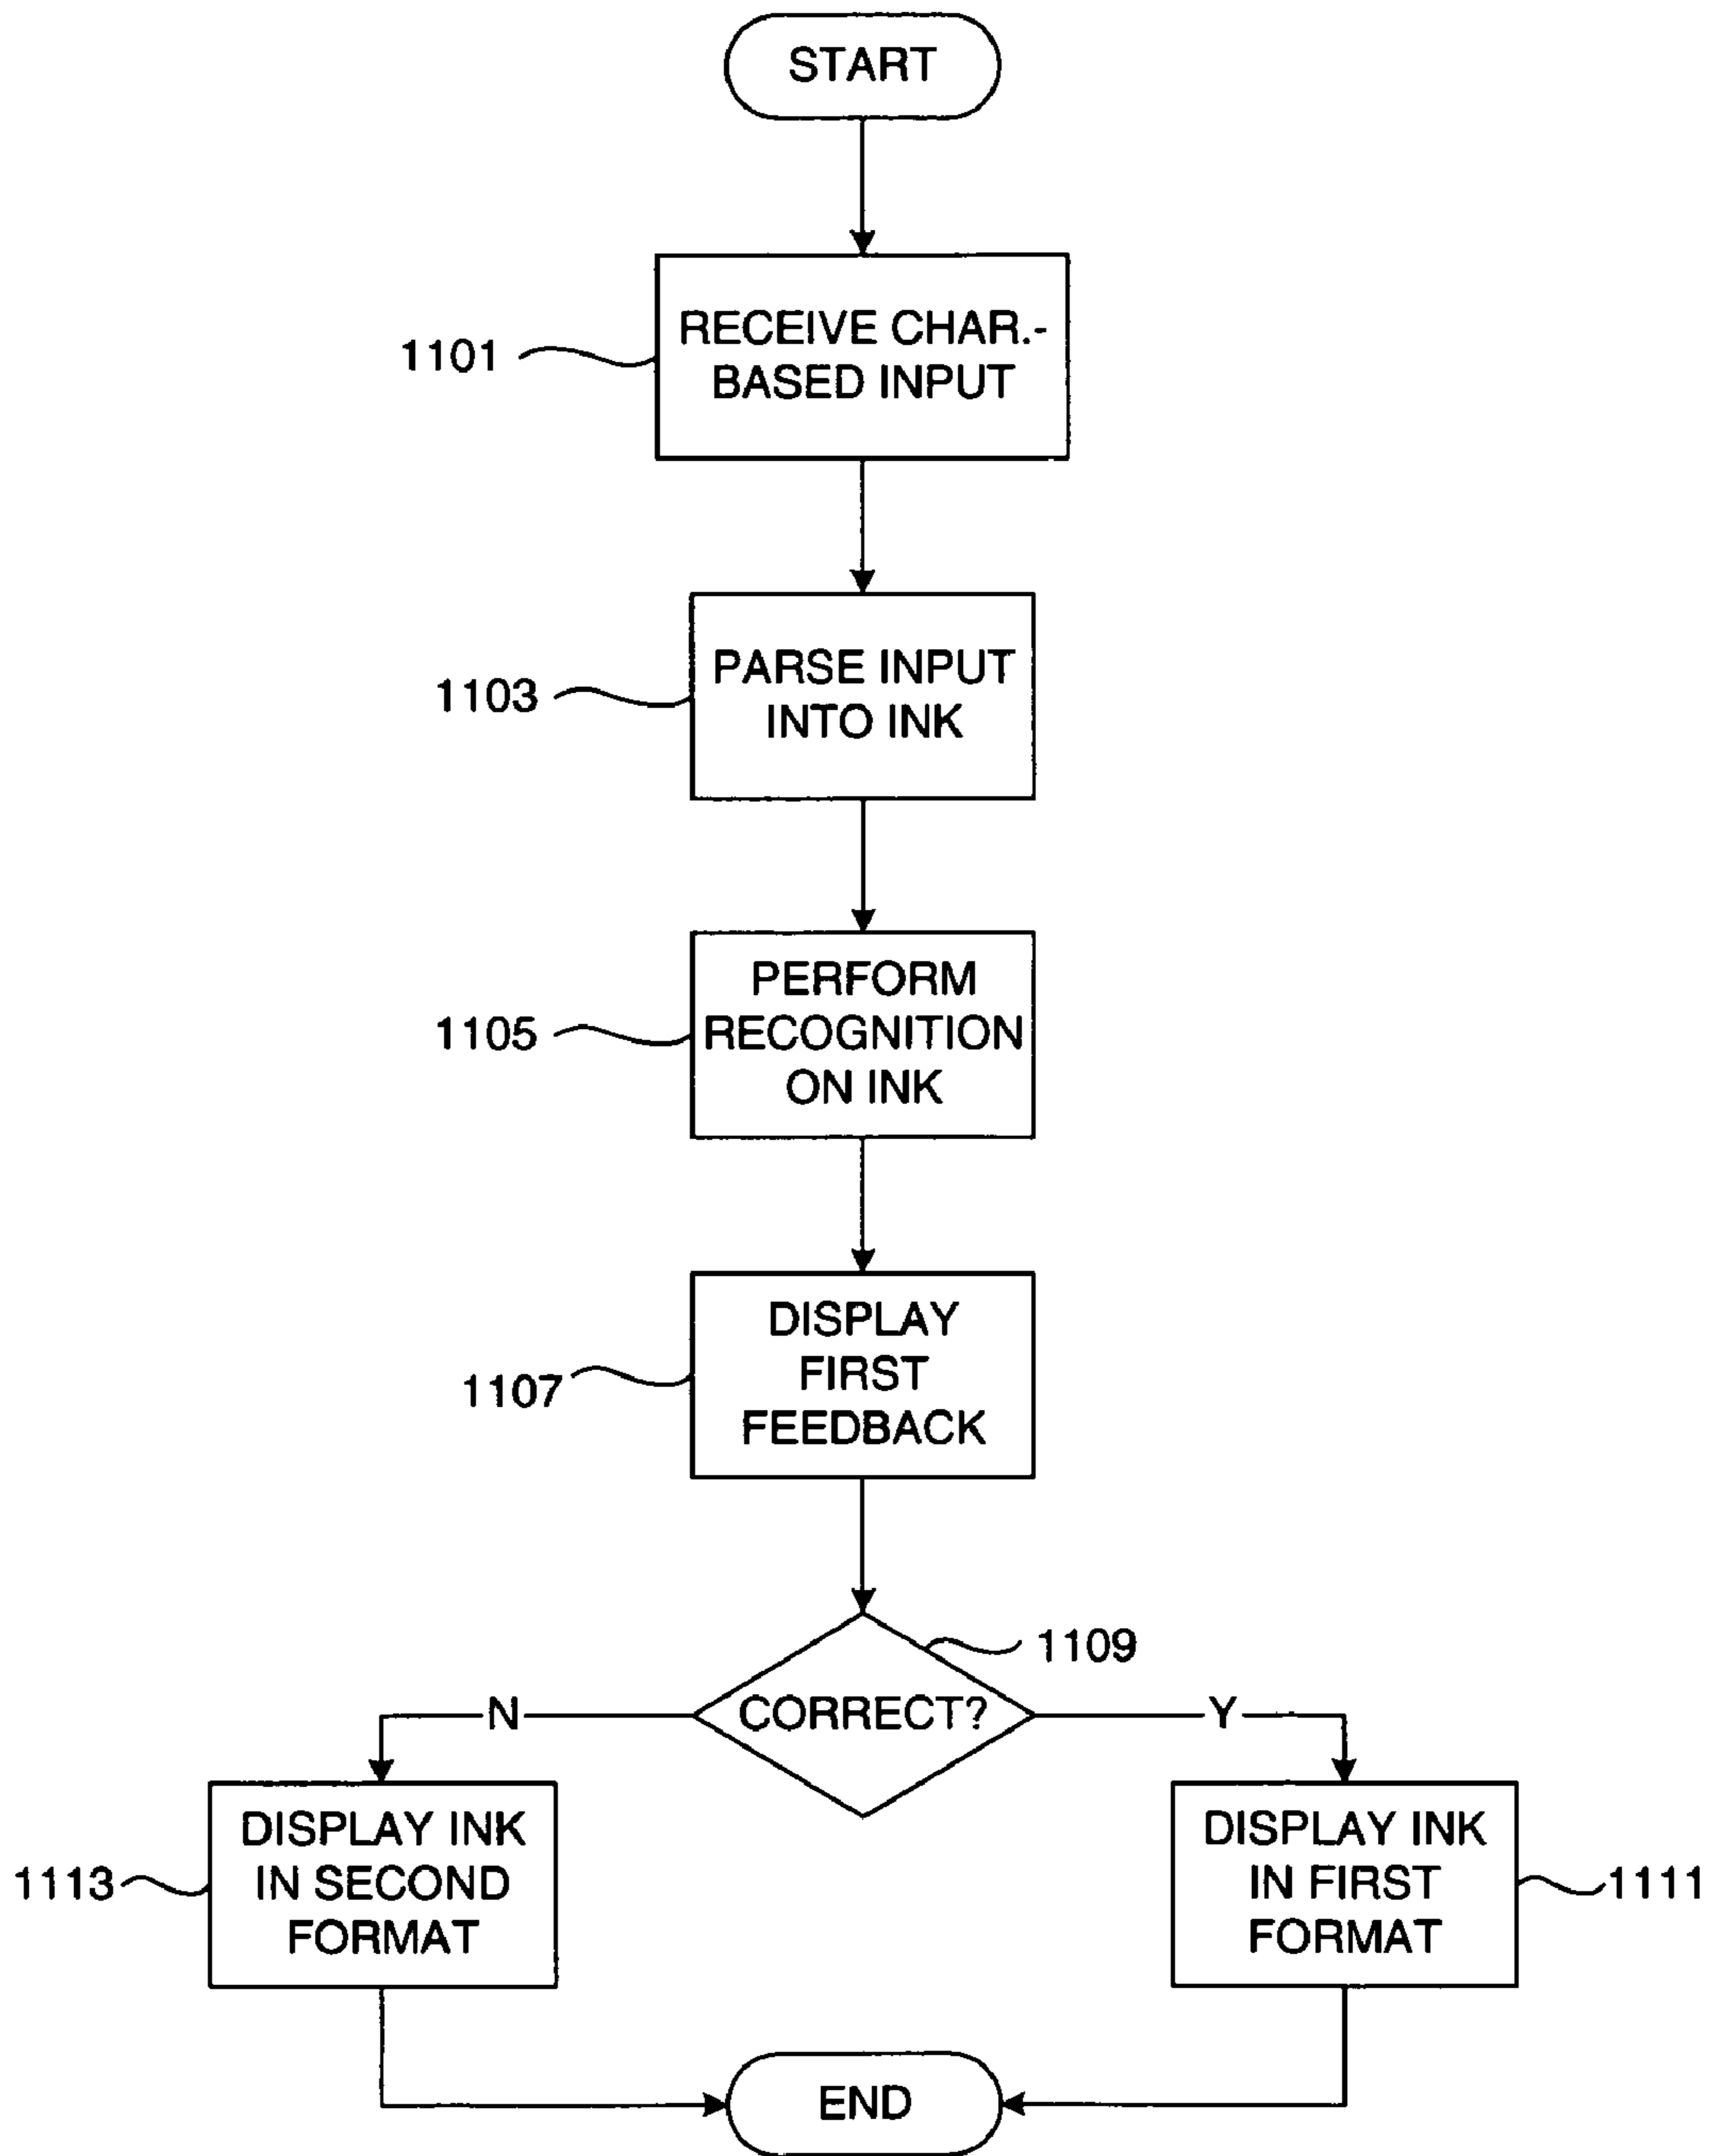 START
RECEIVE CHAR.-
BASED INPUT
1101
PARSE INPUT
INTO INK
1103
PERFORM
RECOGNITION
ON INK
1105
DISPLAY
FIRST
FEEDBACK
1107
1109
CORRECT?
N
Y
DISPLAY INK
IN SECOND
FORMAT
1113
DISPLAY INK
IN FIRST
FORMAT
1111
END